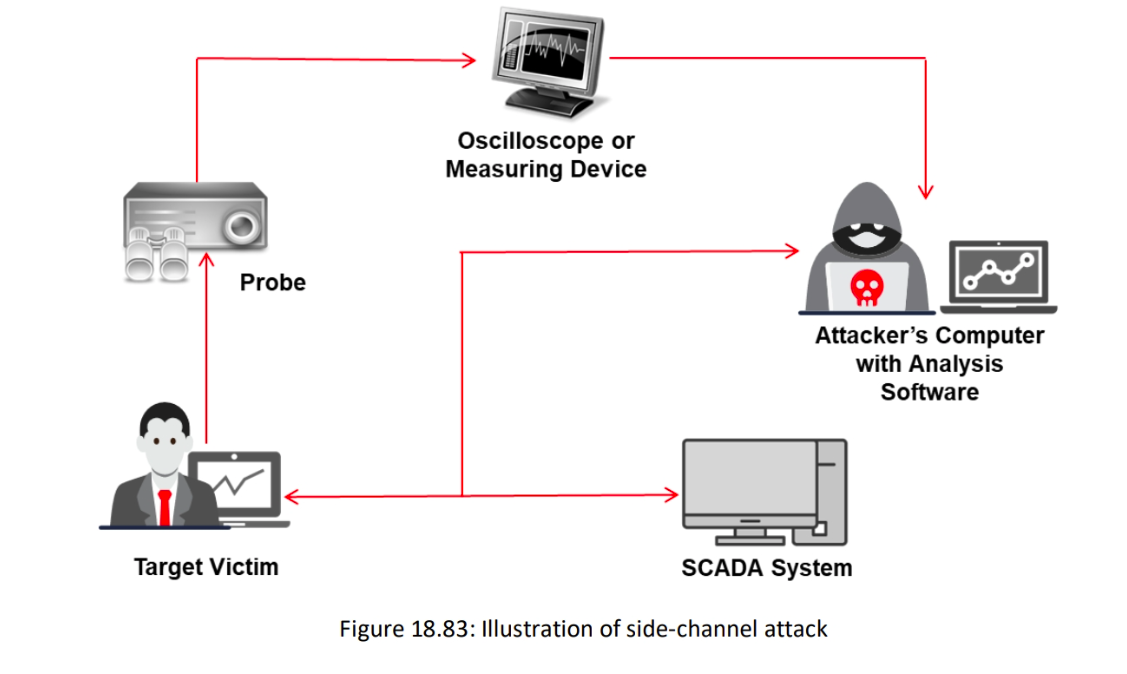 Oscilloscope or
Measuring Device
Probe
Attacker’s Computer
with Analysis
Software
Target Victim
SCADA System
Figure 18.83: Illustration of side-channel attack